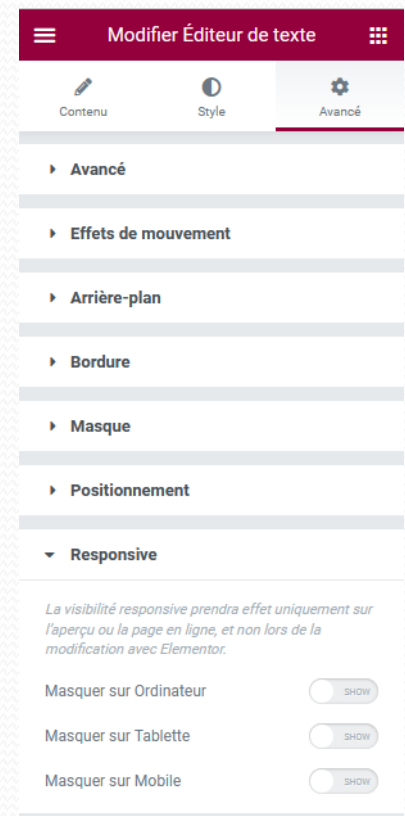 Modifier Éditeur de texte
Contenu
Style
Avancé
Avancé
Effets de mouvement
Arrière-plan
Bordure
Masque
Positionnement
Responsive
La visibilité responsive prendra effet uniquement sur
l'aperçu ou la page en ligne, et non lors de la
modification avec Elementor.
Masquer sur Ordinateur SHOW
Masquer sur Tablette SHOW
Masquer sur Mobile SHOW